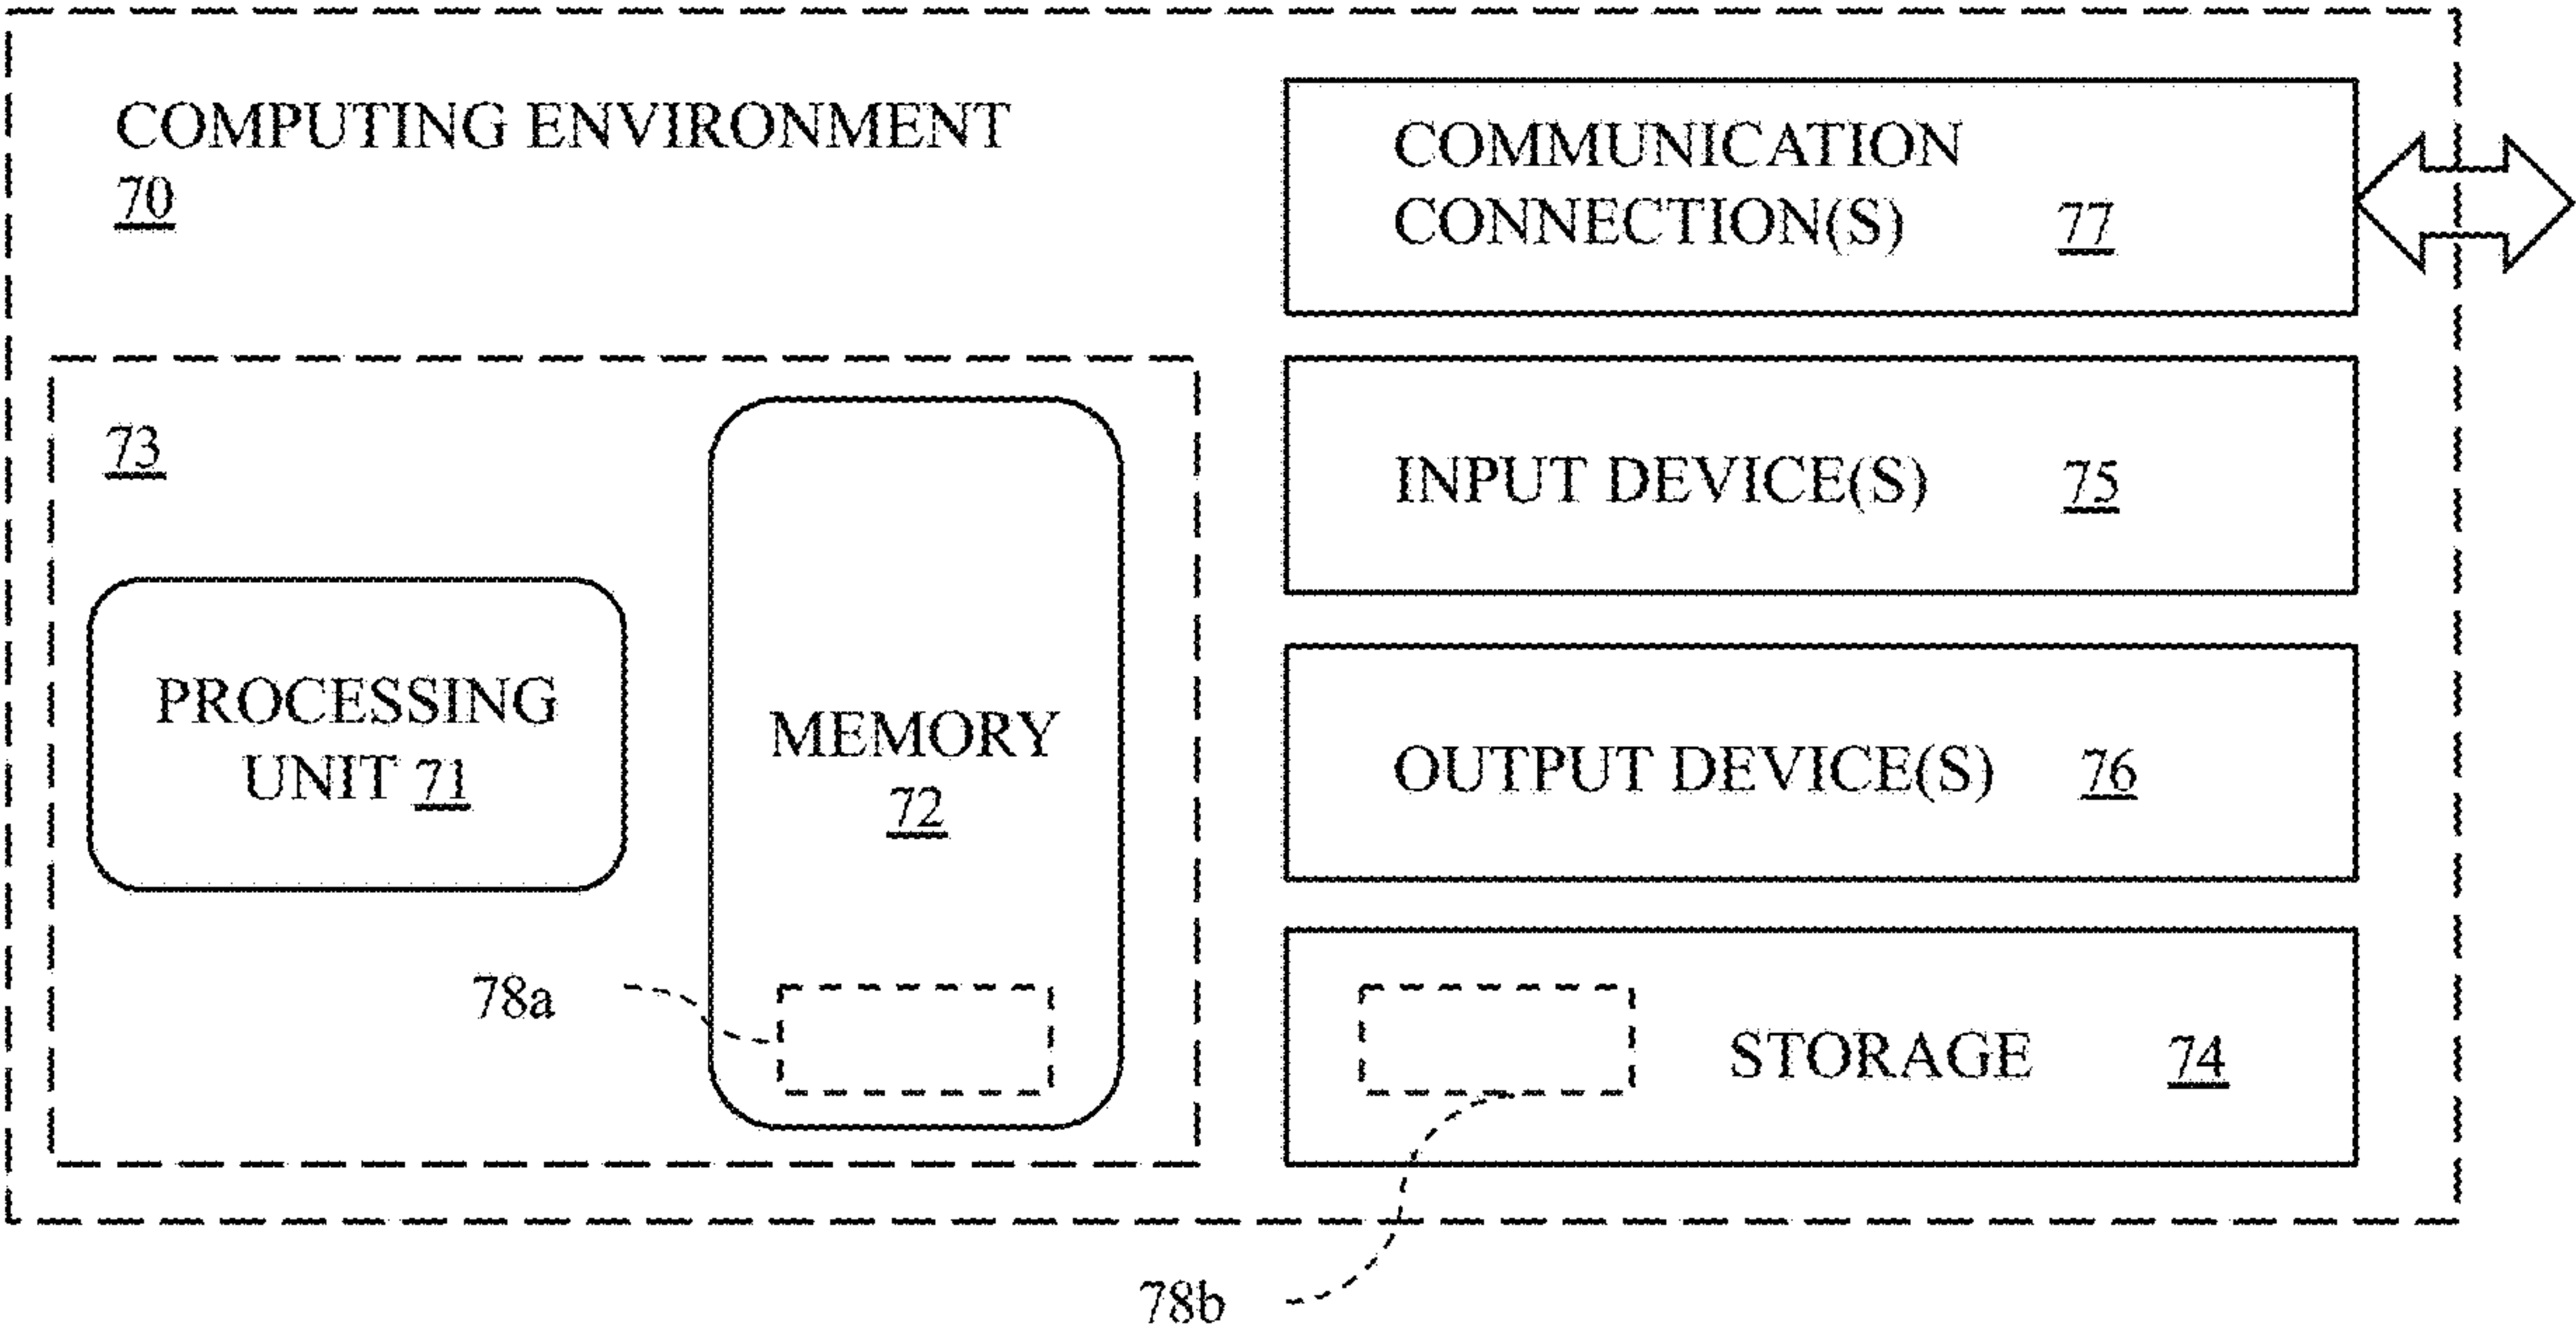 COMPUTING ENVIRONMENT
70
COMMUNICATION
CONNECTION(S) 77
73
INPUT DEVICE(S) 75
PROCESSING
UNIT 71
MEMORY
72
OUTPUT DEVICE(S) 76
78a
STORAGE 74
78b